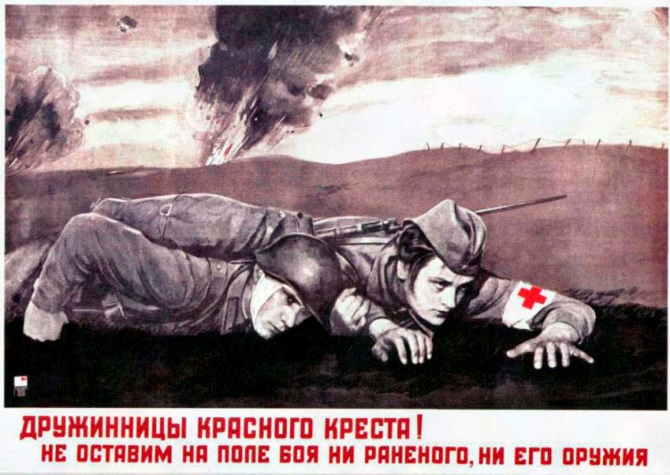 ДРУЖИННИЦЫ КРАСНОГО КРЕСТА!
НЕ ОСТАВИМ НА ПОЛЕ БОЯ НИ РАНЕНОГО, НИ ЕГО ОРУЖИЯ